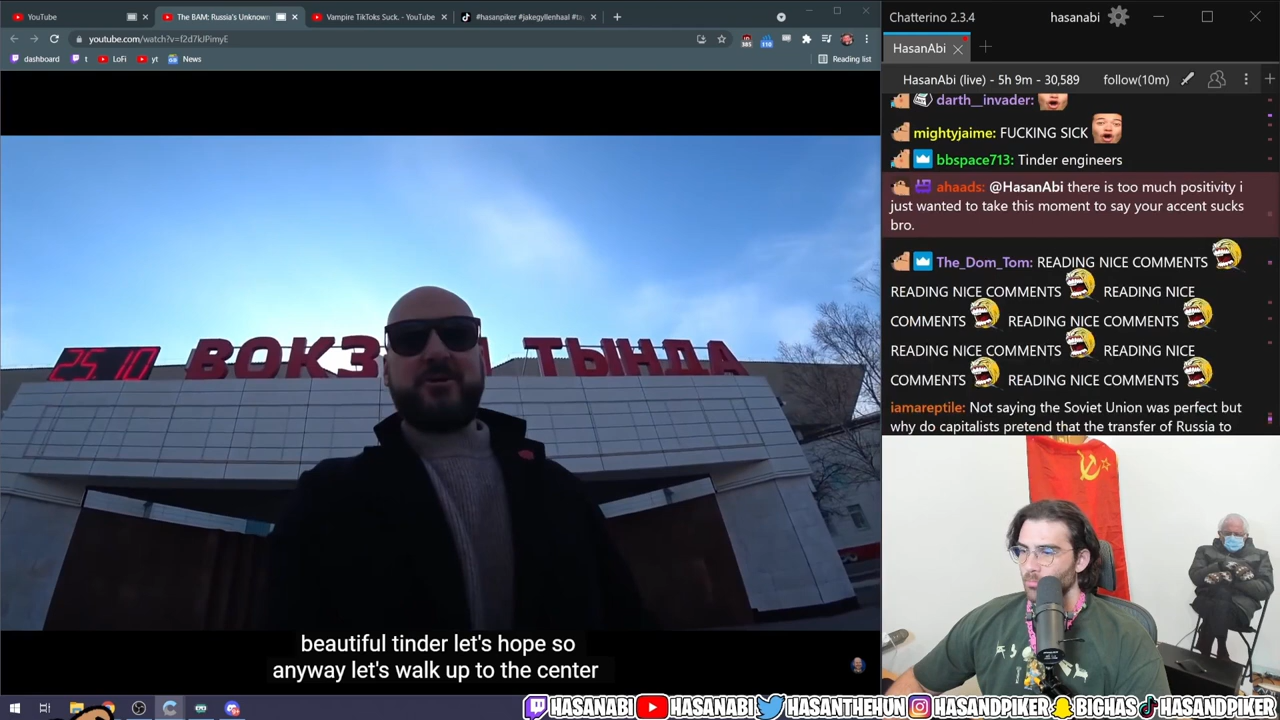 YouTube
The BAM: Russia's Unknown
Vampire TikToks Suck. - YouTube
#hasanpiker #jakegyllenhaal #ta
youtube.com/watch?v=f2d7kJPimyE
385
110
dashboard
t
LoFi
yt
News
Reading list
25.10
ВОКЗ
ТЫНДА
beautiful tinder let's hope so
anyway let's walk up to the center
Chatterino 2.3.4
hasanabi
HasanAbi
HasanAbi (live) - 5h 9m - 30,589
follow(10m)
darth__invader:
mightyjaime: FUCKING SICK
bbspace713: Tinder engineers
ahaads: @HasanAbi there is too much positivity i
just wanted to take this moment to say your accent sucks
bro.
The_Dom_Tom: READING NICE COMMENTS
READING NICE COMMENTS READING NICE
COMMENTS READING NICE COMMENTS
READING NICE COMMENTS READING NICE
COMMENTS READING NICE COMMENTS
iamareptile: Not saying the Soviet Union was perfect but
why do capitalists pretend that the transfer of Russia to
HASANABI HASANABI HASANTHEHUN HASANDPIKER BIGHAS HASANDPIKER